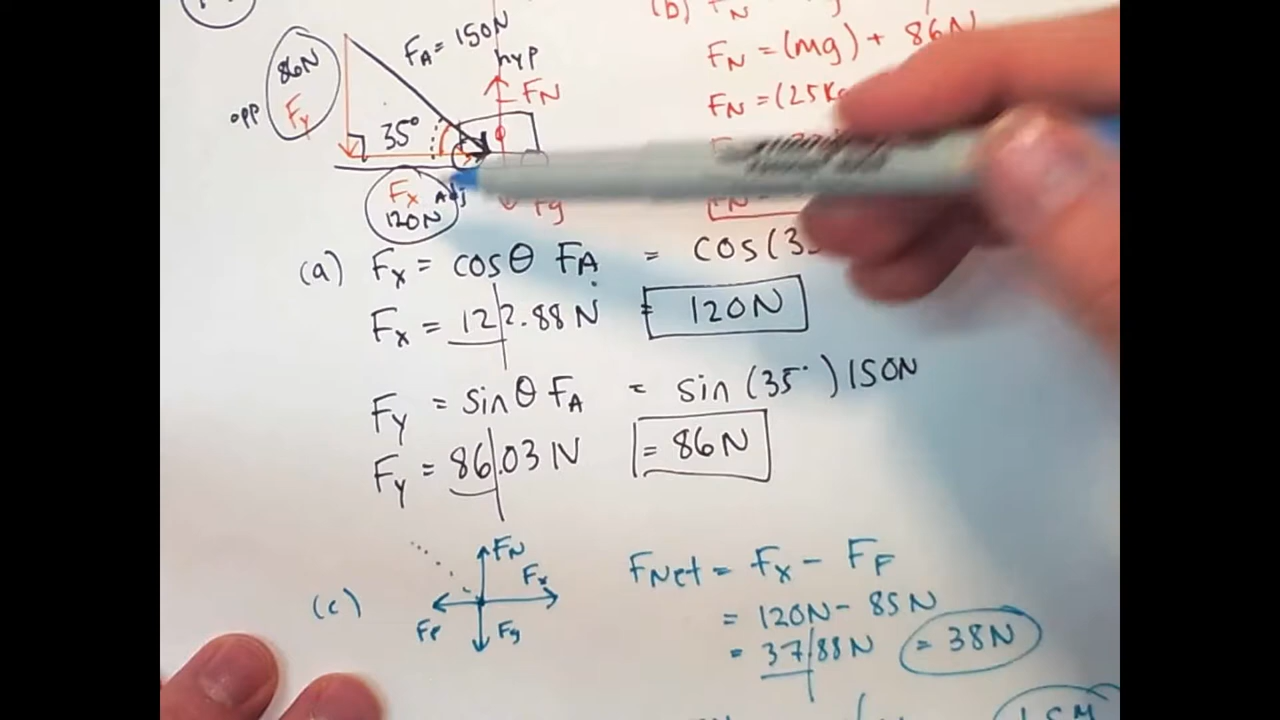 (b)
86N
Fy
opp
FA = 150N
hyp
FN
35°
Fx Adj
120N
Fg
FN = (mg) + 86N
FN = (25K
FN =
(a) Fx = cosθ FA = cos(35
Fx = 122.88 N = 120N
Fy = sinθ FA = sin (35°) 150N
Fy = 86.03 N = 86N
(c)
FN
Fx
FF
Fg
FNet = Fx - FF
= 120N - 85N
= 37.88N = 38N